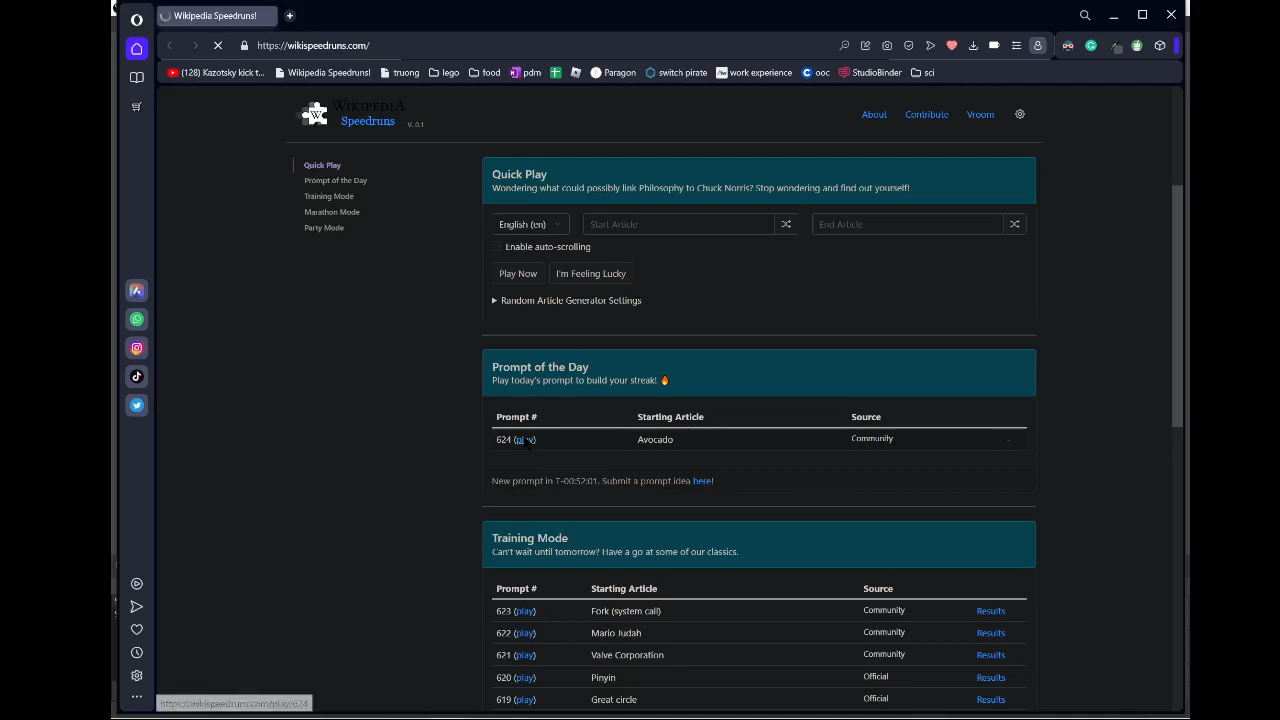 Wikipedia Speedruns!
https://wikispeedruns.com/
(128) Kazotsky kick t... Wikipedia Speedruns! truong lego food pdm Paragon switch pirate work experience ooc StudioBinder sci
WIKIPEDIA
Speedruns
V. 0.1
About Contribute Vroom
Quick Play
Prompt of the Day
Training Mode
Marathon Mode
Party Mode
Quick Play
Wondering what could possibly link Philosophy to Chuck Norris? Stop wondering and find out yourself!
English (en) Start Article End Article
Enable auto-scrolling
Play Now I'm Feeling Lucky
Random Article Generator Settings
Prompt of the Day
Play today's prompt to build your streak! 🔥
Prompt # Starting Article Source
624 (play) Avocado Community -
New prompt in T-00:52:01. Submit a prompt idea here!
Training Mode
Can't wait until tomorrow? Have a go at some of our classics.
Prompt # Starting Article Source
623 (play) Fork (system call) Community Results
622 (play) Mario Judah Community Results
621 (play) Valve Corporation Community Results
620 (play) Pinyin Official Results
619 (play) Great circle Official Results
https://wikispeedruns.com/play/624